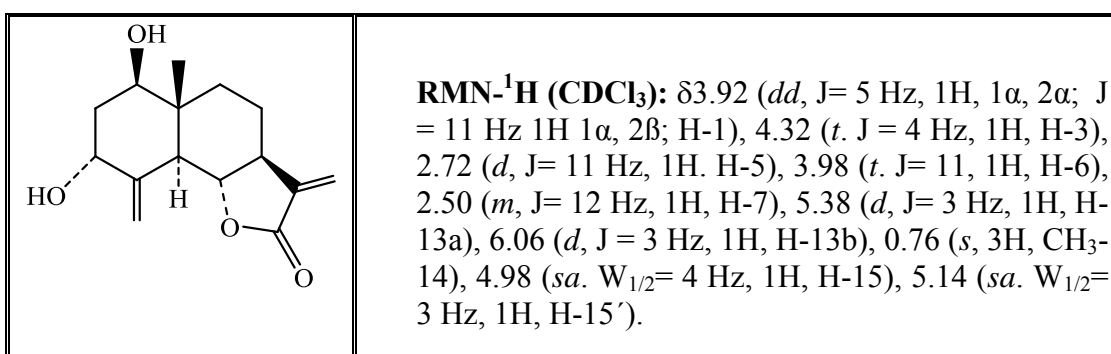 OH
HO
H
O
O
RMN-¹H (CDCl₃): δ3.92 (dd, J= 5 Hz, 1H, 1α, 2α; J
= 11 Hz 1H 1α, 2ß; H-1), 4.32 (t. J = 4 Hz, 1H, H-3),
2.72 (d, J= 11 Hz, 1H. H-5), 3.98 (t. J= 11, 1H, H-6),
2.50 (m, J= 12 Hz, 1H, H-7), 5.38 (d, J= 3 Hz, 1H, H-
13a), 6.06 (d, J = 3 Hz, 1H, H-13b), 0.76 (s, 3H, CH₃-
14), 4.98 (sa. W₁/₂= 4 Hz, 1H, H-15), 5.14 (sa. W₁/₂=
3 Hz, 1H, H-15´).